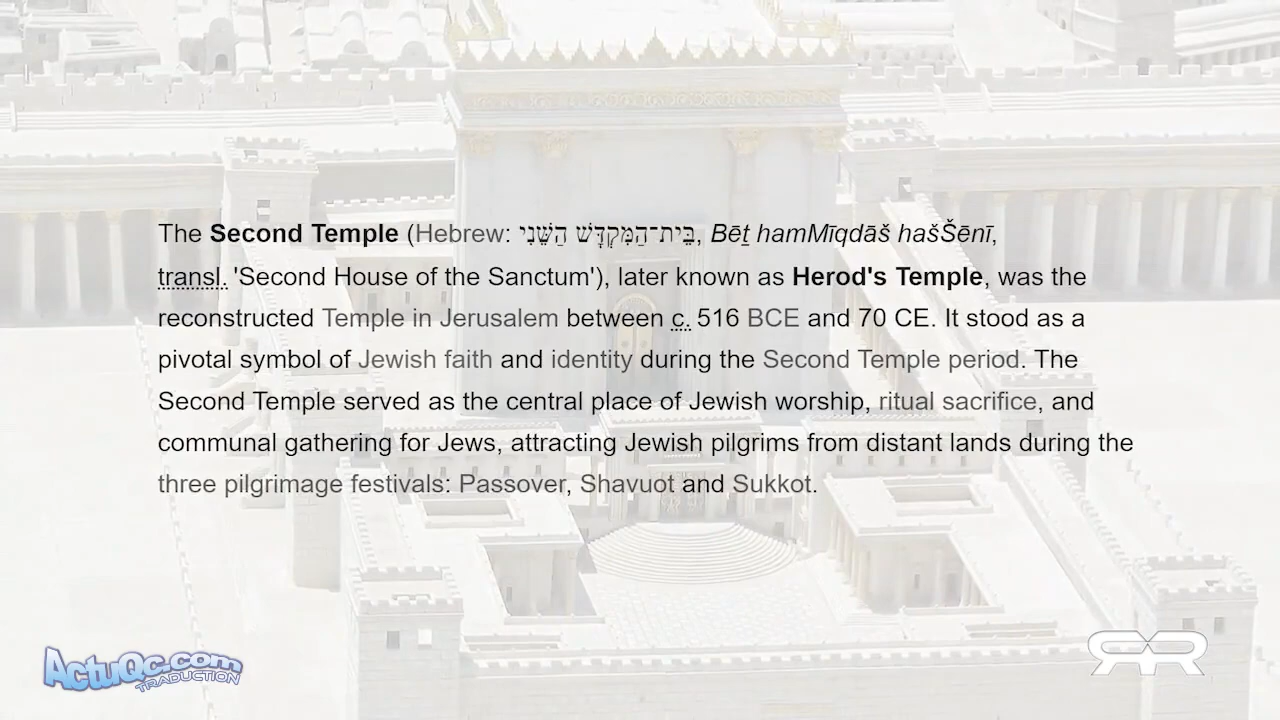 The Second Temple (Hebrew: בֵּית־הַמִּקְדָּשׁ הַשֵּׁנִי, Bēṯ hamMīqdāš hašŠēnī,
transl. 'Second House of the Sanctum'), later known as Herod's Temple, was the
reconstructed Temple in Jerusalem between c. 516 BCE and 70 CE. It stood as a
pivotal symbol of Jewish faith and identity during the Second Temple period. The
Second Temple served as the central place of Jewish worship, ritual sacrifice, and
communal gathering for Jews, attracting Jewish pilgrims from distant lands during the
three pilgrimage festivals: Passover, Shavuot and Sukkot.
ActuQc.com
TRADUCTION
RR